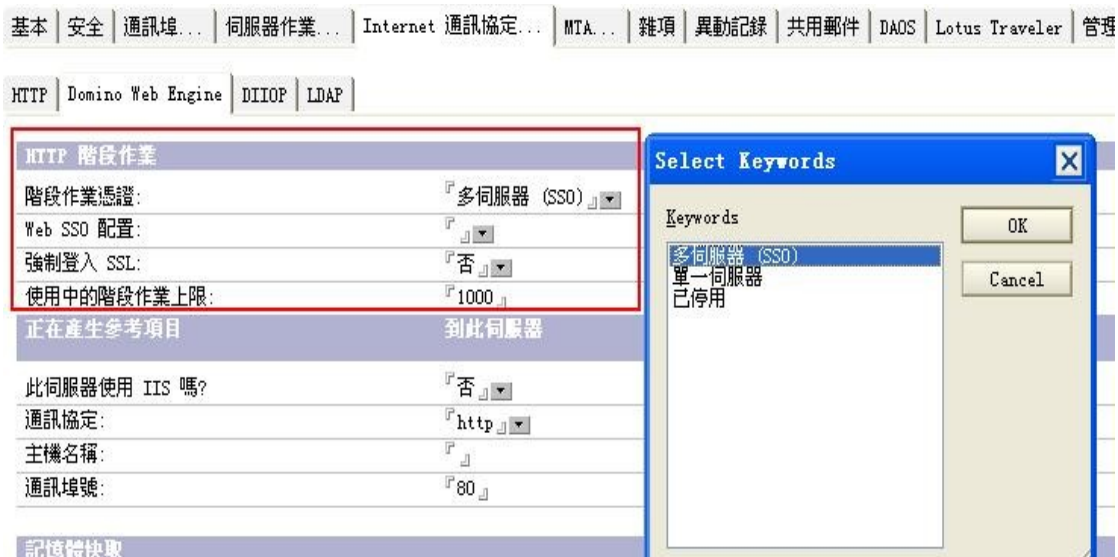 基本 安全 通訊埠... 伺服器作業... Internet 通訊協定... MTA... 雜項 異動記錄 共用郵件 DAOS Lotus Traveler 管理
HTTP Domino Web Engine DIIOP LDAP
HTTP 階段作業
階段作業憑證: 『多伺服器 (SSO)』
Web SSO 配置: 『 』
強制登入 SSL: 『否』
使用中的階段作業上限: 『1000』
正在產生參考項目 到此伺服器
此伺服器使用 IIS 嗎? 『否』
通訊協定: 『http』
主機名稱: 『 』
通訊埠號: 『80』
記憶體快取
Select Keywords
Keywords
多伺服器 (SSO)
單一伺服器
已停用
OK
Cancel